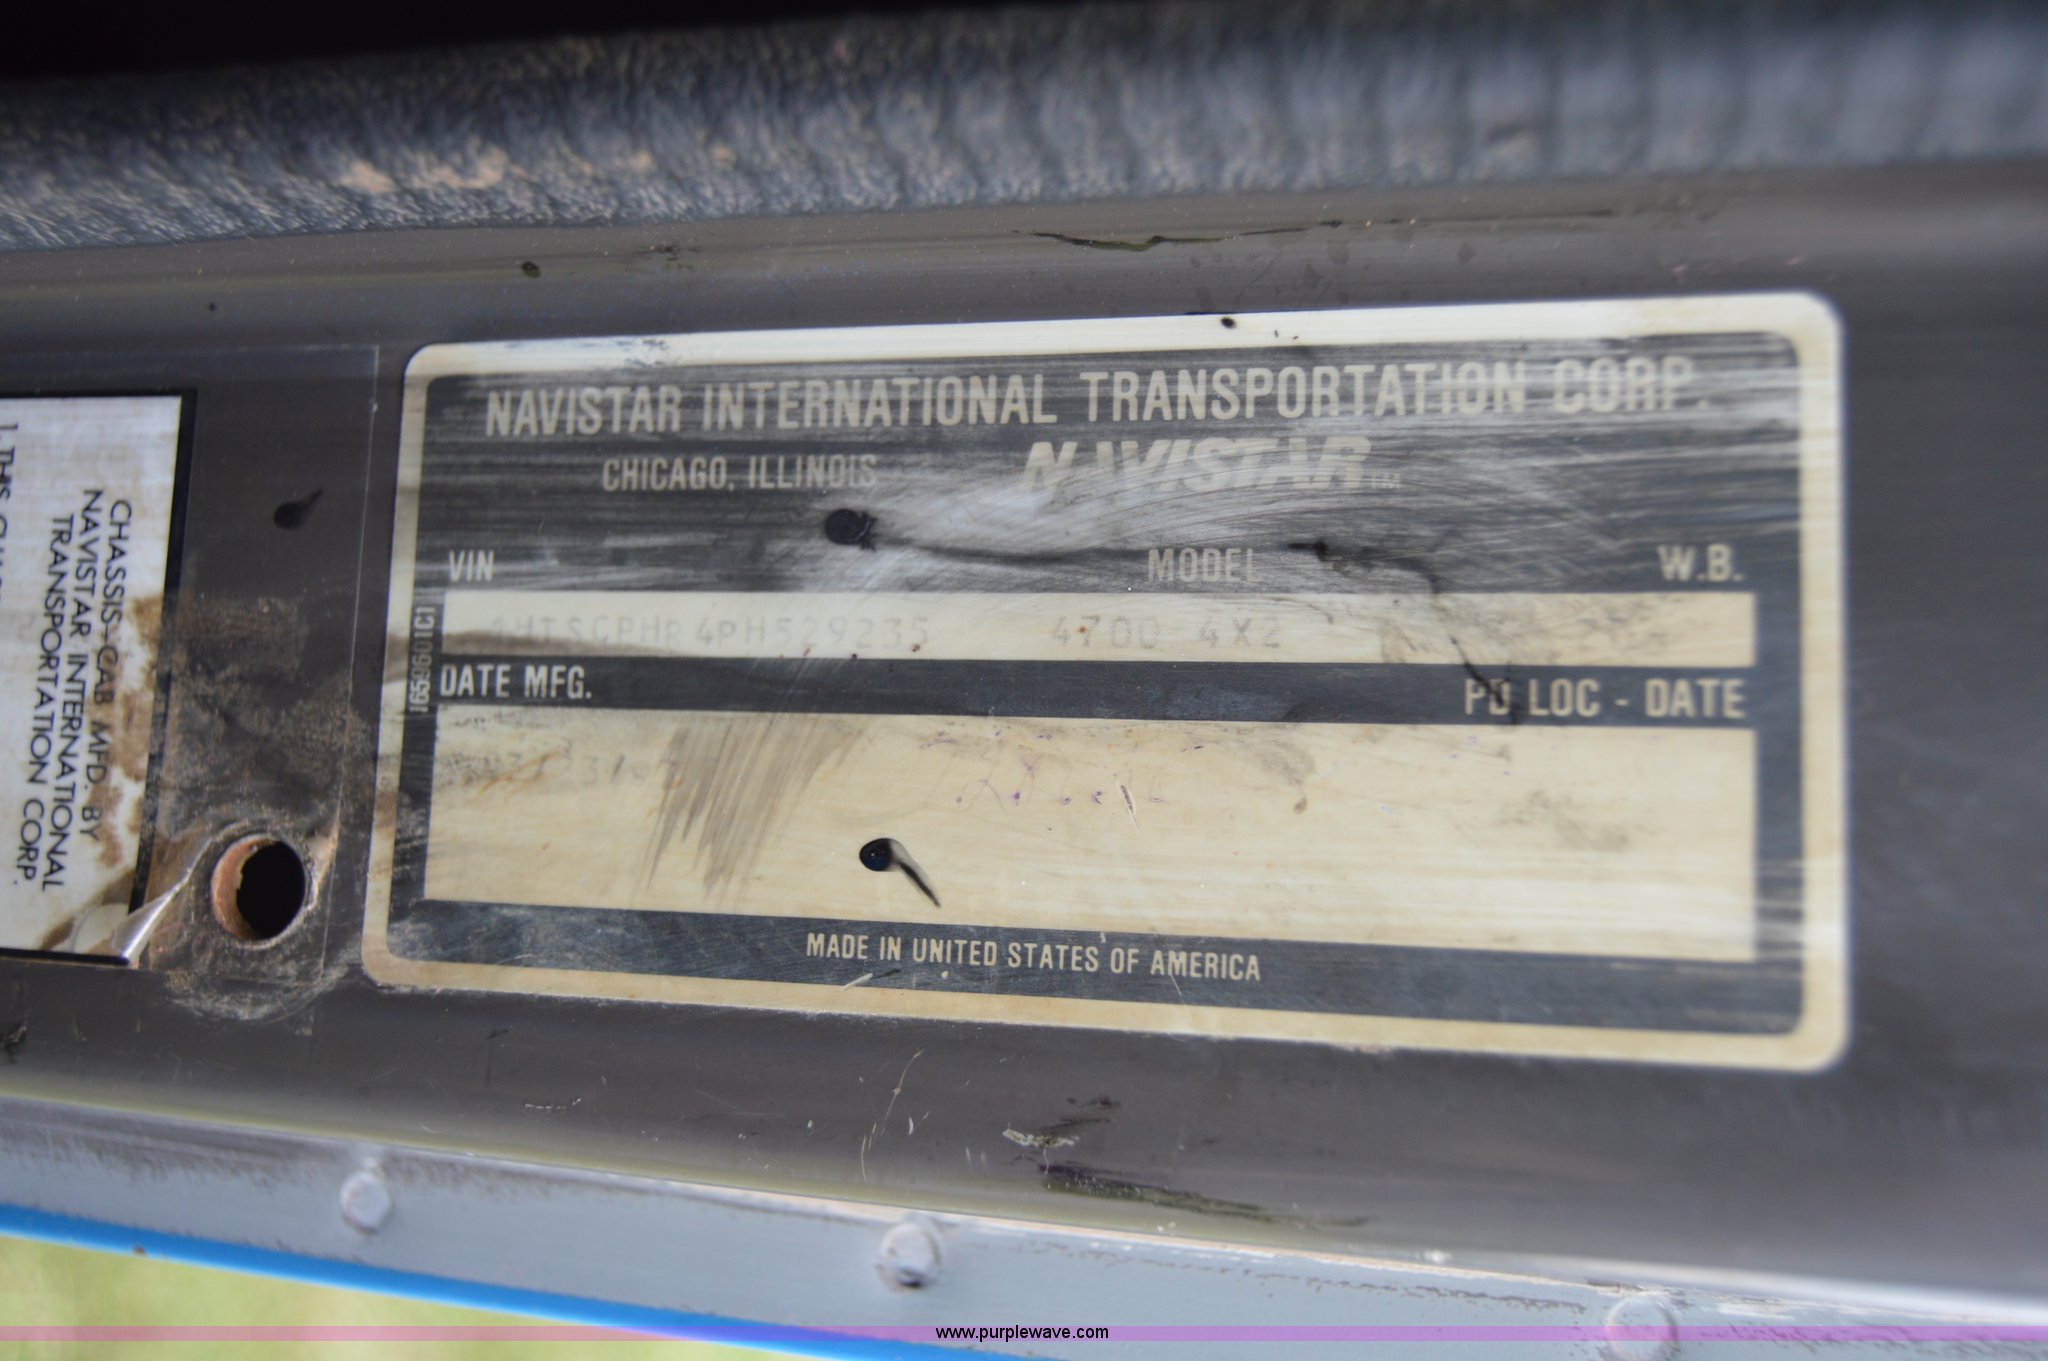 NAVISTAR INTERNATIONAL TRANSPORTATION CORP.
CHICAGO, ILLINOIS NAVISTAR TM
VIN MODEL W.B.
4700 4X2
DATE MFG. PD LOC - DATE
MADE IN UNITED STATES OF AMERICA
CHASSIS-CAB MFD. BY
NAVISTAR INTERNATIONAL
TRANSPORTATION CORP.
www.purplewave.com